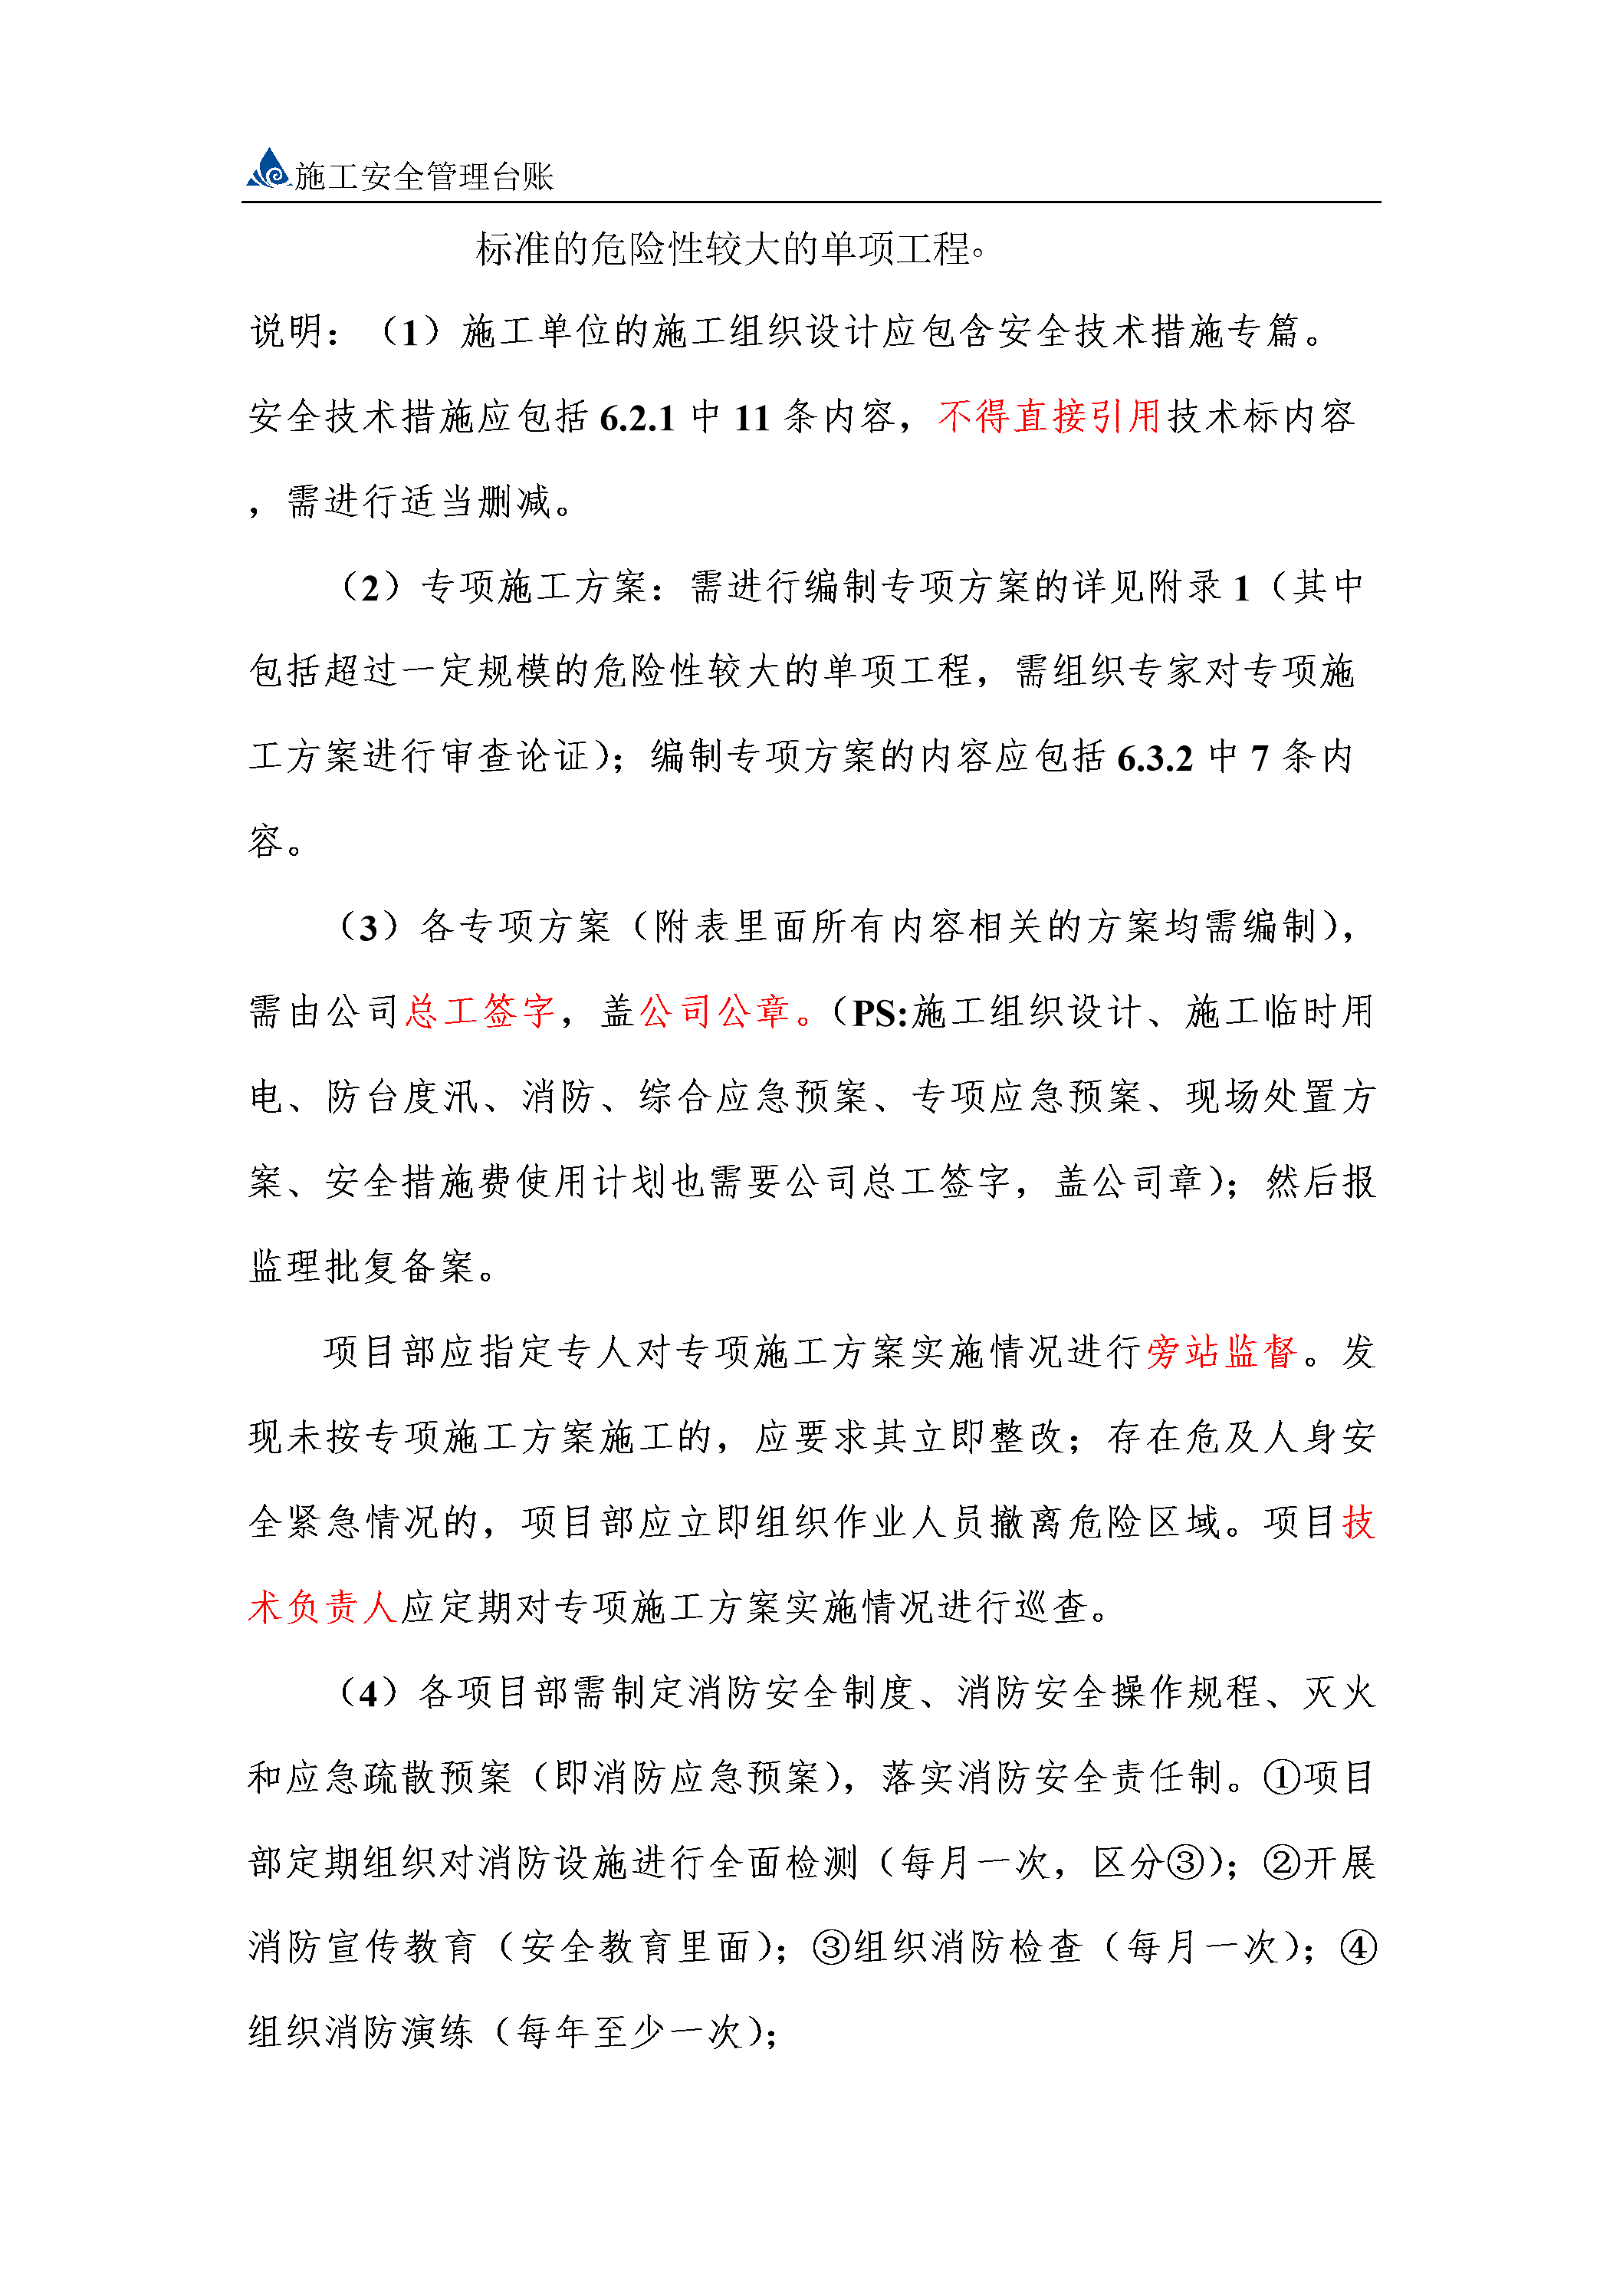 施工安全管理台账
标准的危险性较大的单项工程。
说明：（1）施工单位的施工组织设计应包含安全技术措施专篇。
安全技术措施应包括 6.2.1 中 11 条内容，不得直接引用技术标内容
，需进行适当删减。
（2）专项施工方案：需进行编制专项方案的详见附录 1（其中
包括超过一定规模的危险性较大的单项工程，需组织专家对专项施
工方案进行审查论证）；编制专项方案的内容应包括 6.3.2 中 7 条内
容。
（3）各专项方案（附表里面所有内容相关的方案均需编制），
需由公司总工签字，盖公司公章。（PS:施工组织设计、施工临时用
电、防台度汛、消防、综合应急预案、专项应急预案、现场处置方
案、安全措施费使用计划也需要公司总工签字，盖公司章）；然后报
监理批复备案。
项目部应指定专人对专项施工方案实施情况进行旁站监督。发
现未按专项施工方案施工的，应要求其立即整改；存在危及人身安
全紧急情况的，项目部应立即组织作业人员撤离危险区域。项目技
术负责人应定期对专项施工方案实施情况进行巡查。
（4）各项目部需制定消防安全制度、消防安全操作规程、灭火
和应急疏散预案（即消防应急预案），落实消防安全责任制。①项目
部定期组织对消防设施进行全面检测（每月一次，区分③）；②开展
消防宣传教育（安全教育里面）；③组织消防检查（每月一次）；④
组织消防演练（每年至少一次）；